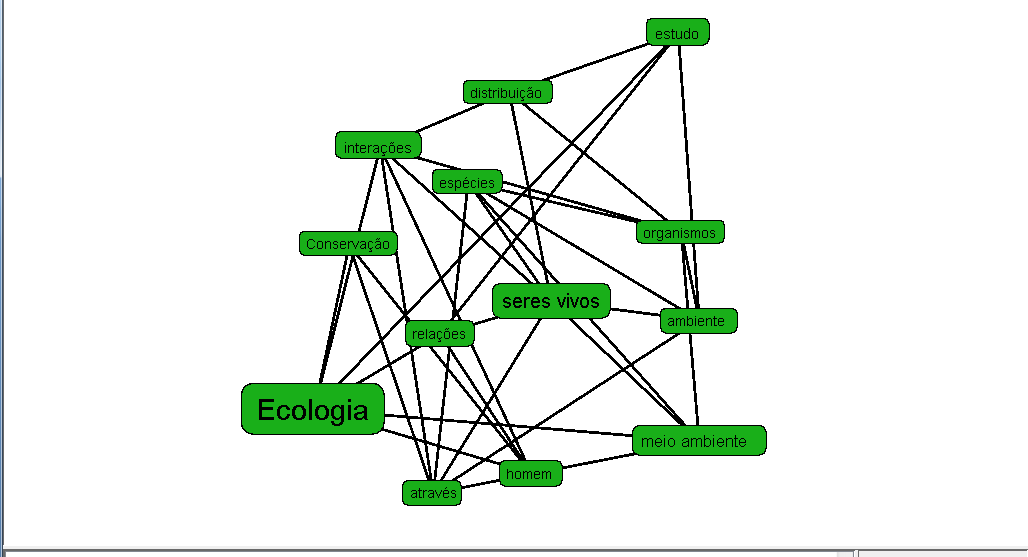 estudo
distribuição
interações
espécies
organismos
Conservação
seres vivos
ambiente
relações
Ecologia
meio ambiente
homem
através